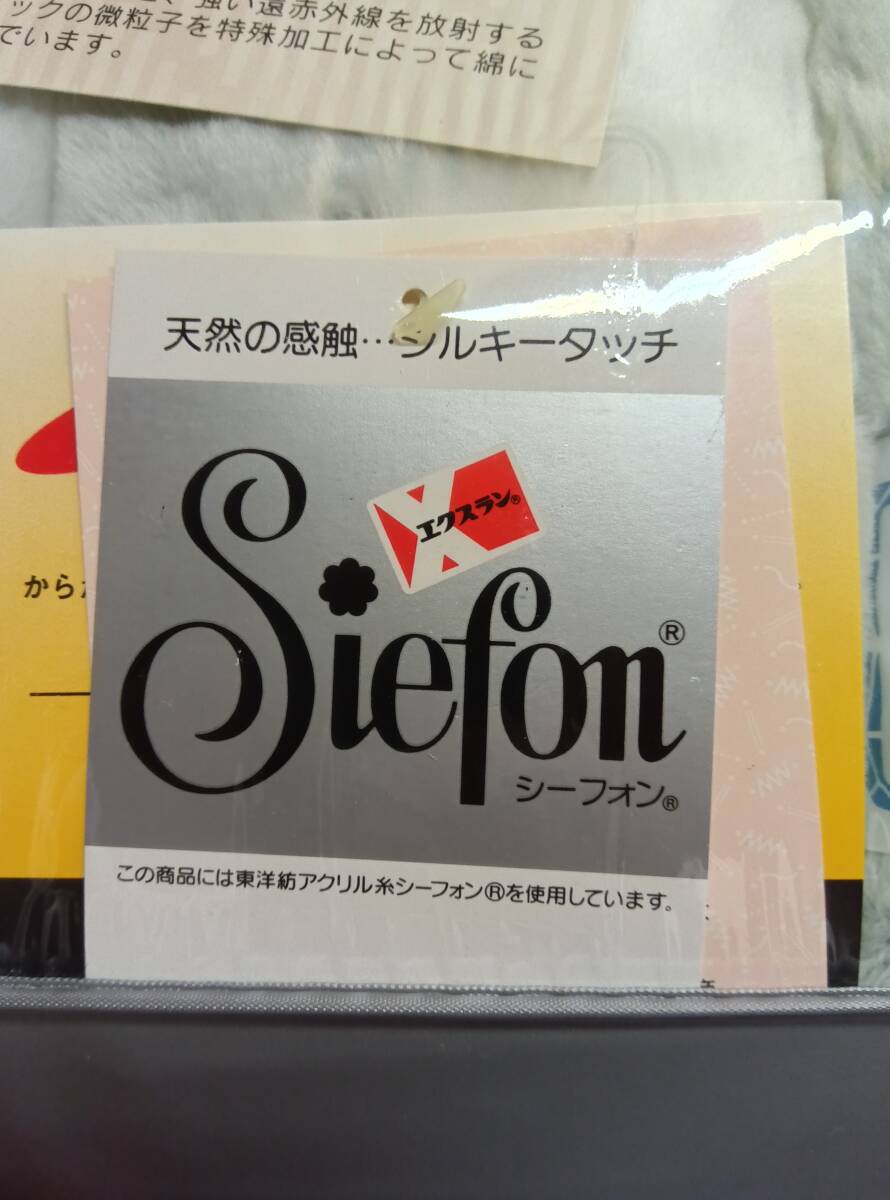 強い遠赤外線を放射する
ックの微粒子を特殊加工によって綿に
でいます。
天然の感触…シルキータッチ
エクスラン®
Siefon®
シーフォン®
から
この商品には東洋紡アクリル糸シーフォン®を使用しています。